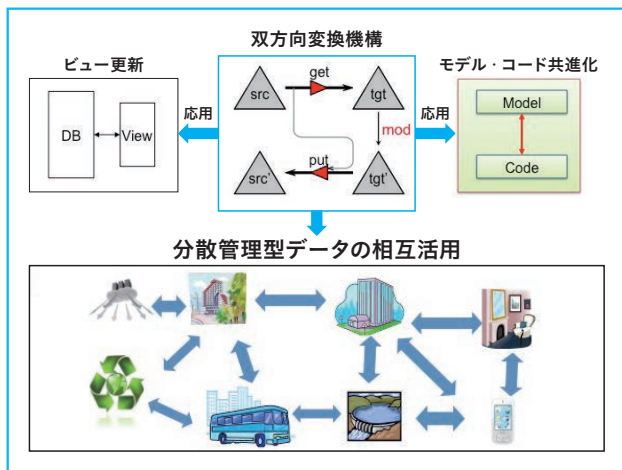 双方向変換機構
ビュー更新
モデル・コード共進化
get
src
tgt
応用
応用
DB
View
mod
Model
put
src'
tgt'
Code
分散管理型データの相互活用